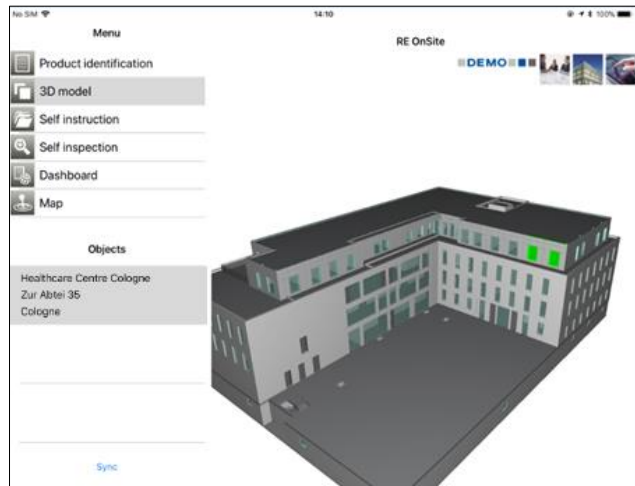 No SIM
14:10
100%
Menu
RE OnSite
DEMO
Product identification
3D model
Self instruction
Self inspection
Dashboard
Map
Objects
Healthcare Centre Cologne
Zur Abtei 35
Cologne
Sync